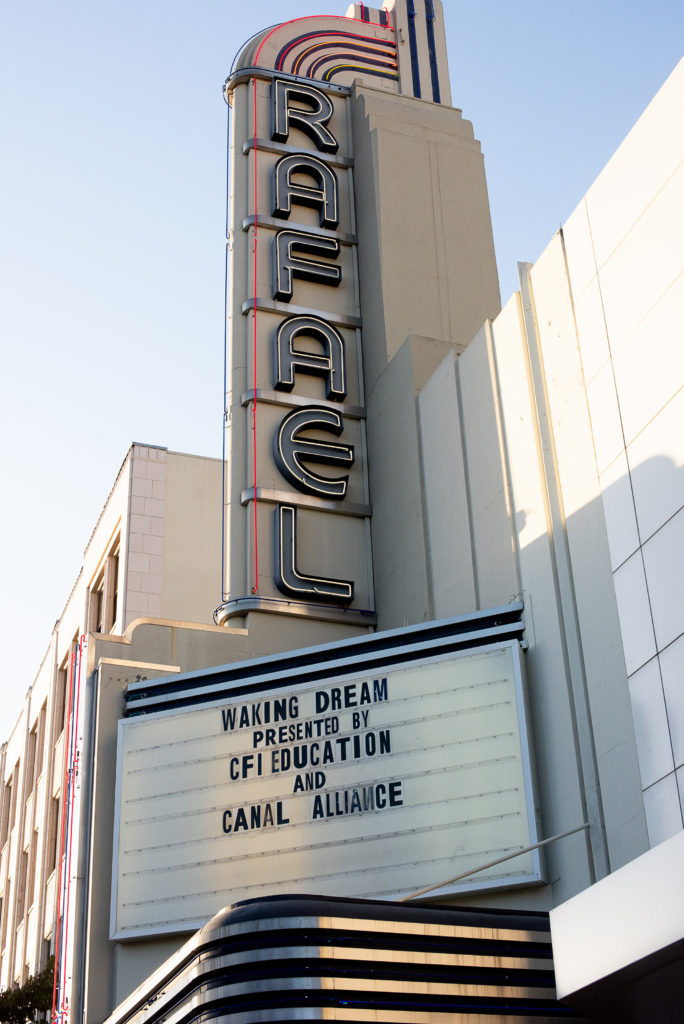 RAFAEL
WAKING DREAM
PRESENTED BY
CFI EDUCATION
AND
CANAL ALLIANCE